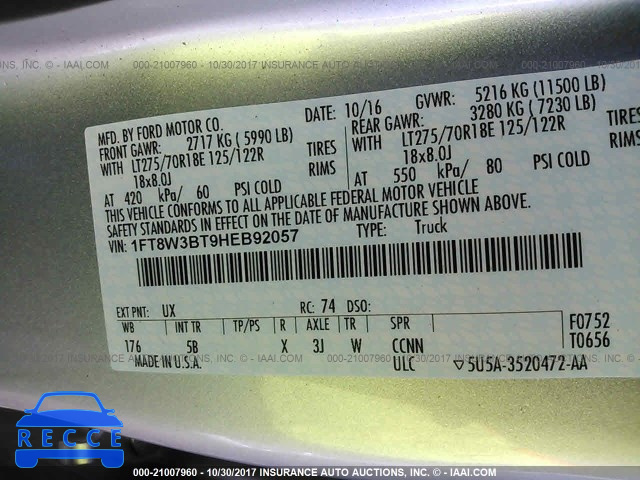 000-21007960 - 10/30/2017 INSURANCE AUTO AUCTIONS, INC. - IAAI.COM
MFD. BY FORD MOTOR CO.
DATE: 10/16 GVWR: 5216 KG (11500 LB)
FRONT GAWR: 2717 KG ( 5990 LB)
REAR GAWR: 3280 KG ( 7230 LB)
WITH LT275/70R18E 125/122R TIRES
WITH LT275/70R18E 125/122R TIRES
18x8.0J RIMS
18x8.0J RIMS
AT 420 kPa/ 60 PSI COLD
AT 550 kPa/ 80 PSI COLD
THIS VEHICLE CONFORMS TO ALL APPLICABLE FEDERAL MOTOR VEHICLE
SAFETY STANDARDS IN EFFECT ON THE DATE OF MANUFACTURE SHOWN ABOVE.
VIN: 1FT8W3BT9HEB92057 TYPE: Truck
EXT PNT: UX RC: 74 DSO:
WB INT TR TP/PS R AXLE TR SPR
176 5B X 3J W CCNN
F0752
T0656
MADE IN U.S.A.
ULC 5U5A-3520472-AA
000-21007960 - 10/30/2017 INSURANCE AUTO AUCTIONS, INC. - IAAI.COM